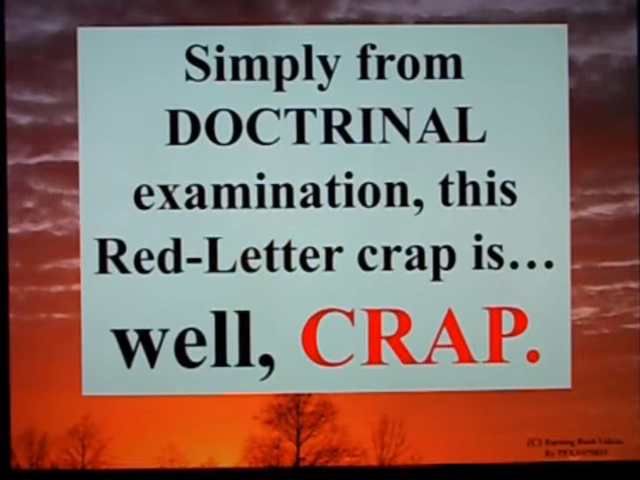 Simply from
DOCTRINAL
examination, this
Red-Letter crap is...
well, CRAP.
(C)